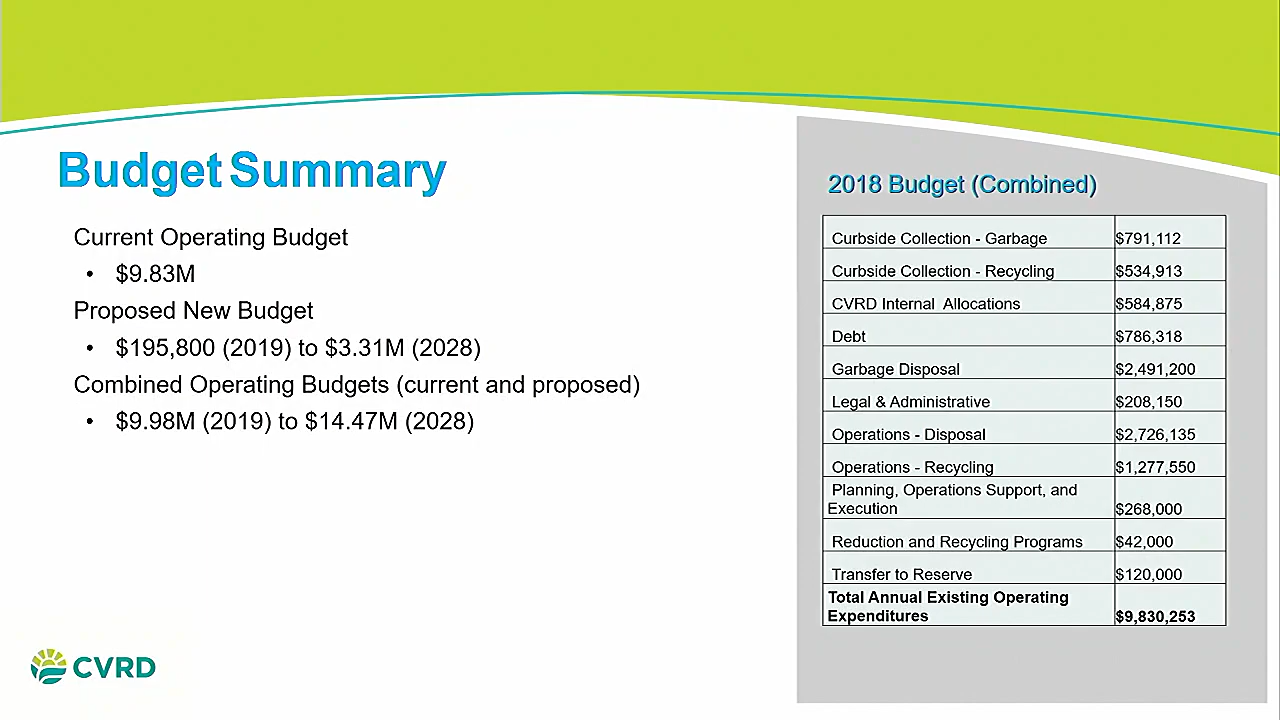 Budget Summary
Current Operating Budget
• $9.83M
Proposed New Budget
• $195,800 (2019) to $3.31M (2028)
Combined Operating Budgets (current and proposed)
• $9.98M (2019) to $14.47M (2028)
CVRD
2018 Budget (Combined)
Curbside Collection - Garbage $791,112
Curbside Collection - Recycling $534,913
CVRD Internal Allocations $584,875
Debt $786,318
Garbage Disposal $2,491,200
Legal & Administrative $208,150
Operations - Disposal $2,726,135
Operations - Recycling $1,277,550
Planning, Operations Support, and
Execution $268,000
Reduction and Recycling Programs $42,000
Transfer to Reserve $120,000
Total Annual Existing Operating
Expenditures $9,830,253